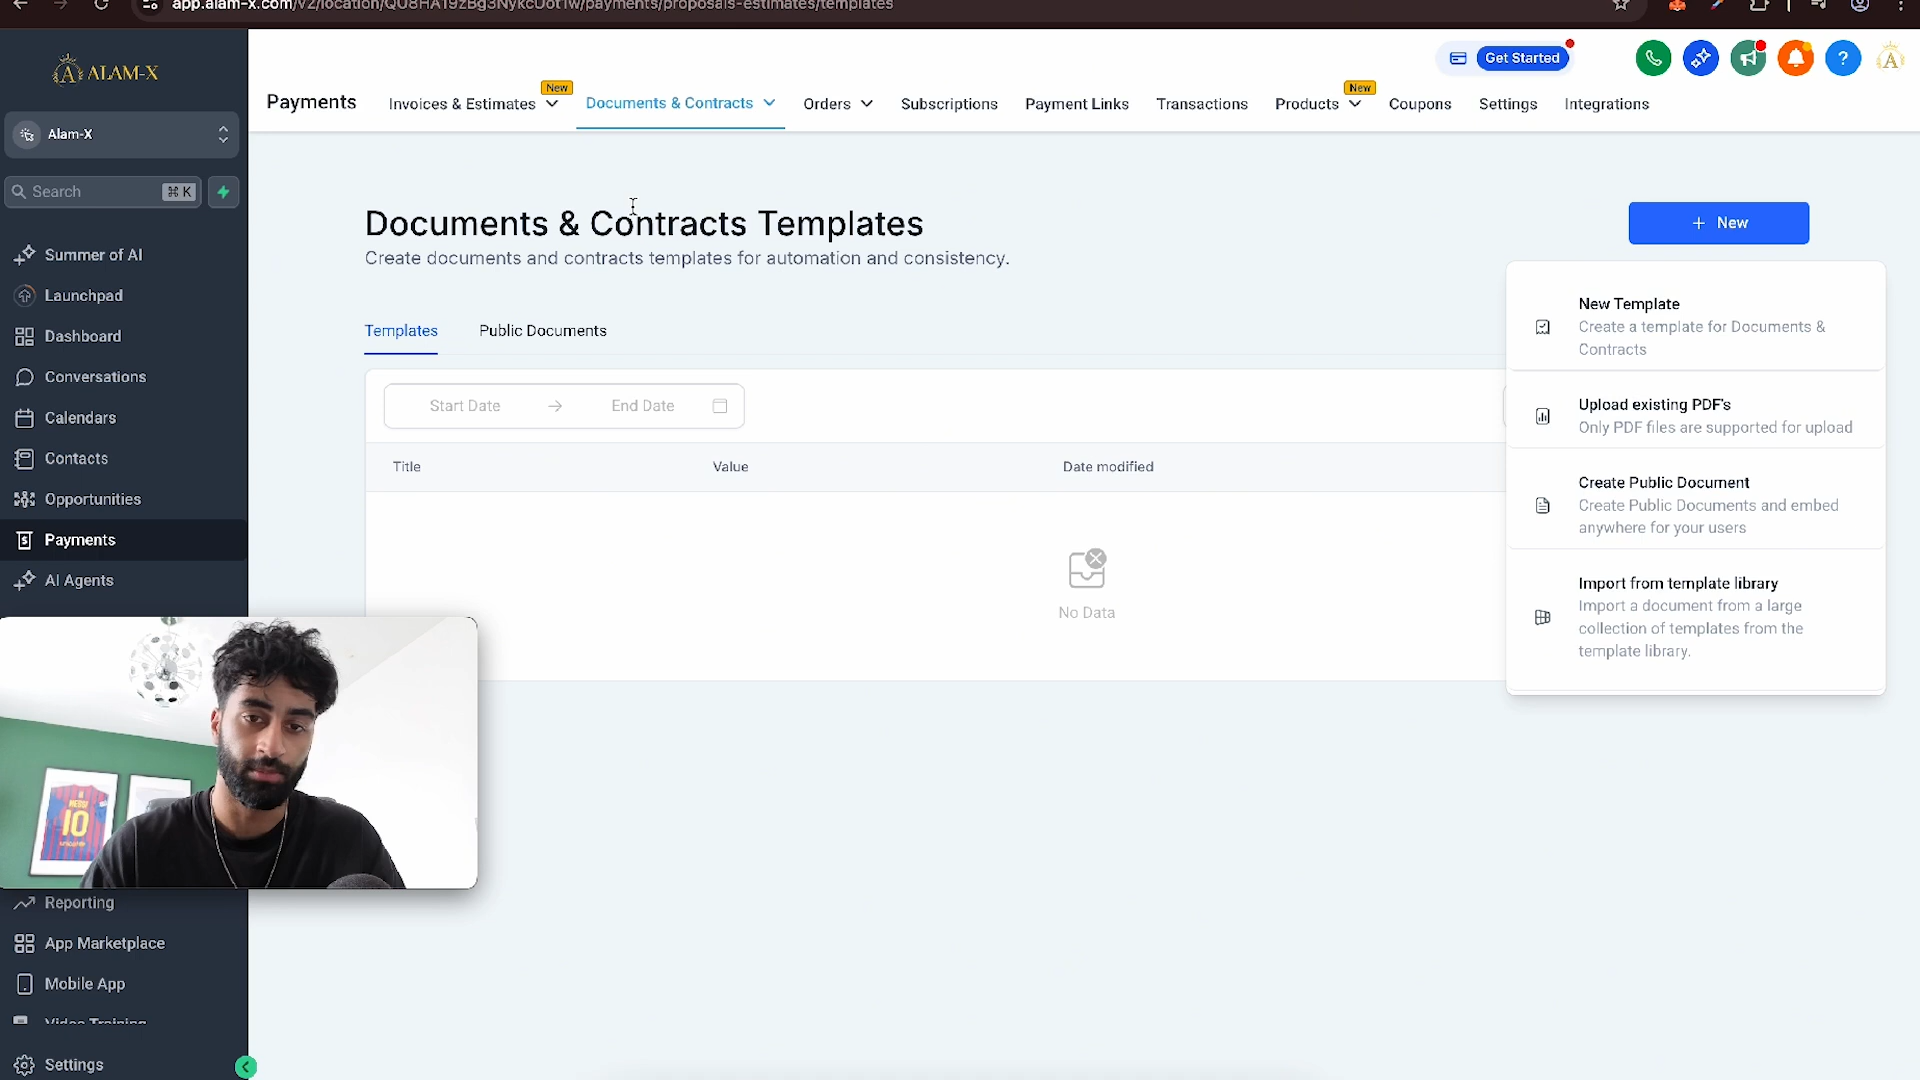 app.alam-x.com/v2/location/QU8HAT9zBg3NykcUot1w/payments/proposals-estimates/templates
ALAM-X
Get Started
?
A
Payments
Invoices & Estimates
New
Documents & Contracts
Orders
Subscriptions
Payment Links
Transactions
Products
New
Coupons
Settings
Integrations
Alam-X
Search
⌘ K
Summer of AI
Launchpad
Dashboard
Conversations
Calendars
Contacts
Opportunities
Payments
AI Agents
Reporting
App Marketplace
Mobile App
Video Training
Settings
Documents & Contracts Templates
Create documents and contracts templates for automation and consistency.
+ New
Templates
Public Documents
Start Date
End Date
Title
Value
Date modified
No Data
New Template
Create a template for Documents &
Contracts
Upload existing PDF's
Only PDF files are supported for upload
Create Public Document
Create Public Documents and embed
anywhere for your users
Import from template library
Import a document from a large
collection of templates from the
template library.
MESSI
10
unicef